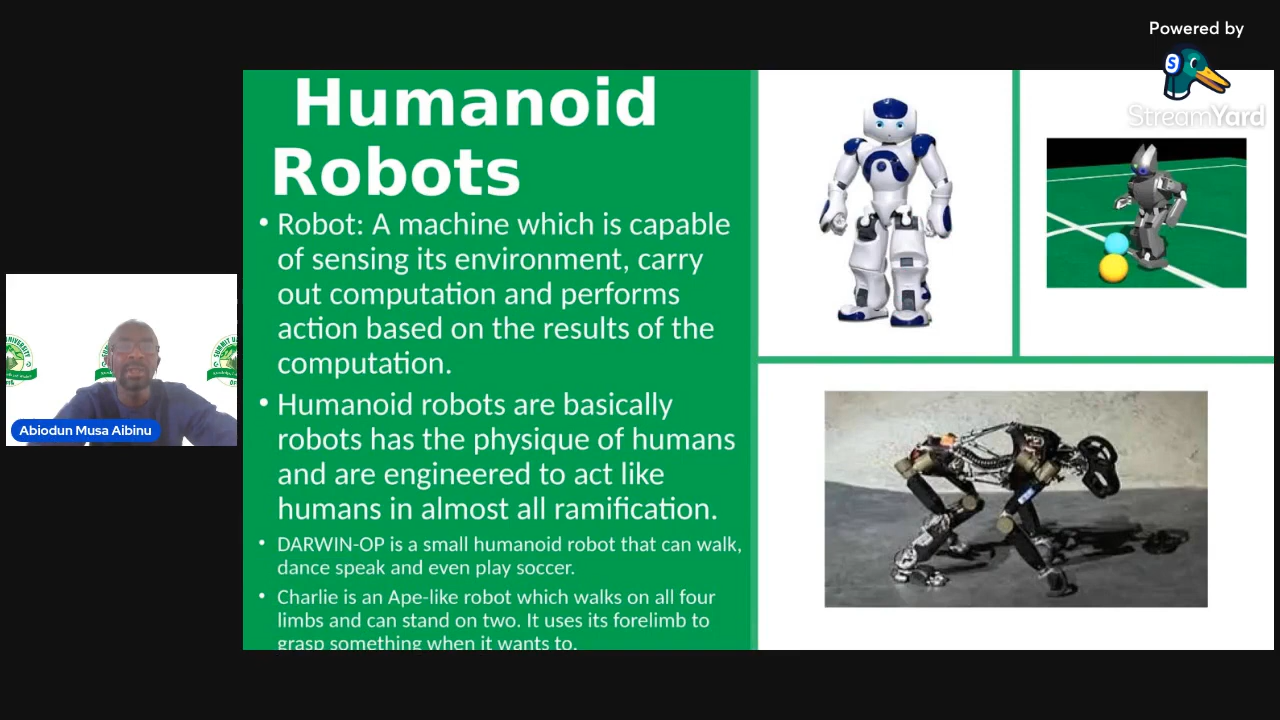 Powered by
StreamYard
Humanoid
Robots
• Robot: A machine which is capable
of sensing its environment, carry
out computation and performs
action based on the results of the
computation.
• Humanoid robots are basically
robots has the physique of humans
and are engineered to act like
humans in almost all ramification.
• DARWIN-OP is a small humanoid robot that can walk,
dance speak and even play soccer.
• Charlie is an Ape-like robot which walks on all four
limbs and can stand on two. It uses its forelimb to
grasp something when it wants to.
Abiodun Musa Aibinu